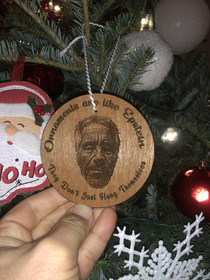 Ornaments are like Epstein
They Don't Just Hang Themselves
HO
HO